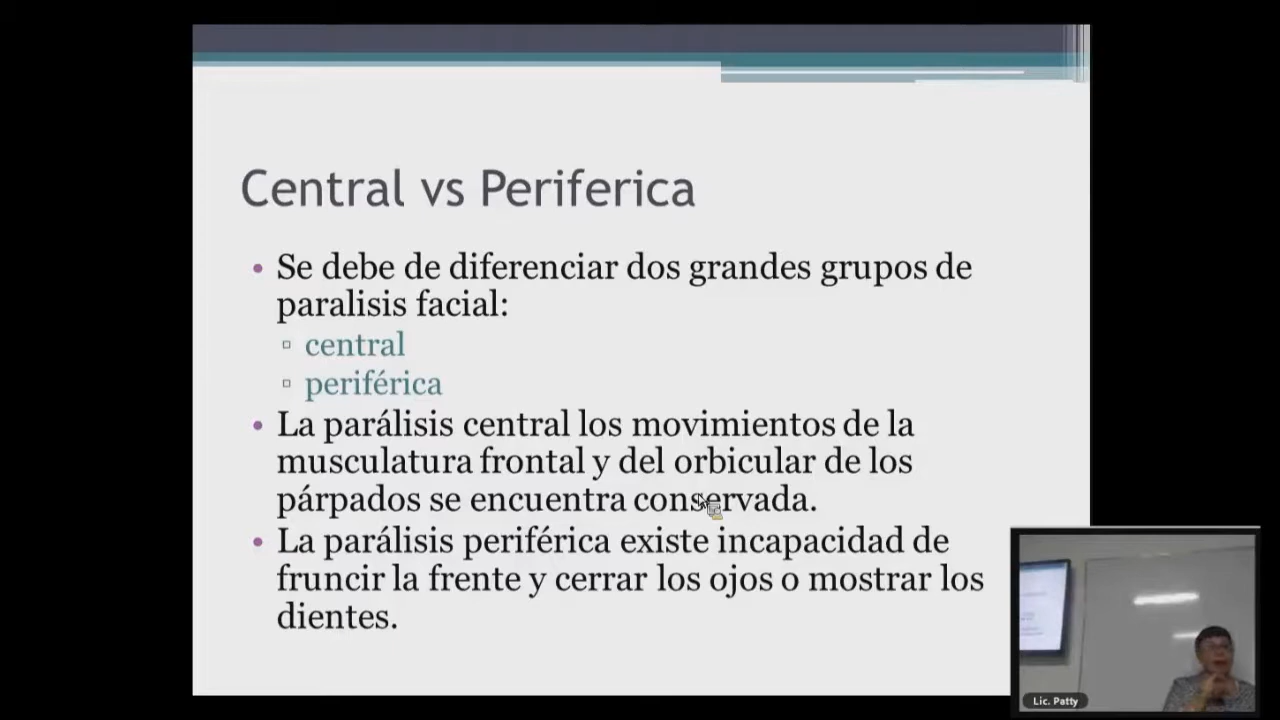 Central vs Periferica
• Se debe de diferenciar dos grandes grupos de
paralisis facial:
▫ central
▫ periférica
• La parálisis central los movimientos de la
musculatura frontal y del orbicular de los
párpados se encuentra conservada.
• La parálisis periférica existe incapacidad de
fruncir la frente y cerrar los ojos o mostrar los
dientes.
Lic. Patty